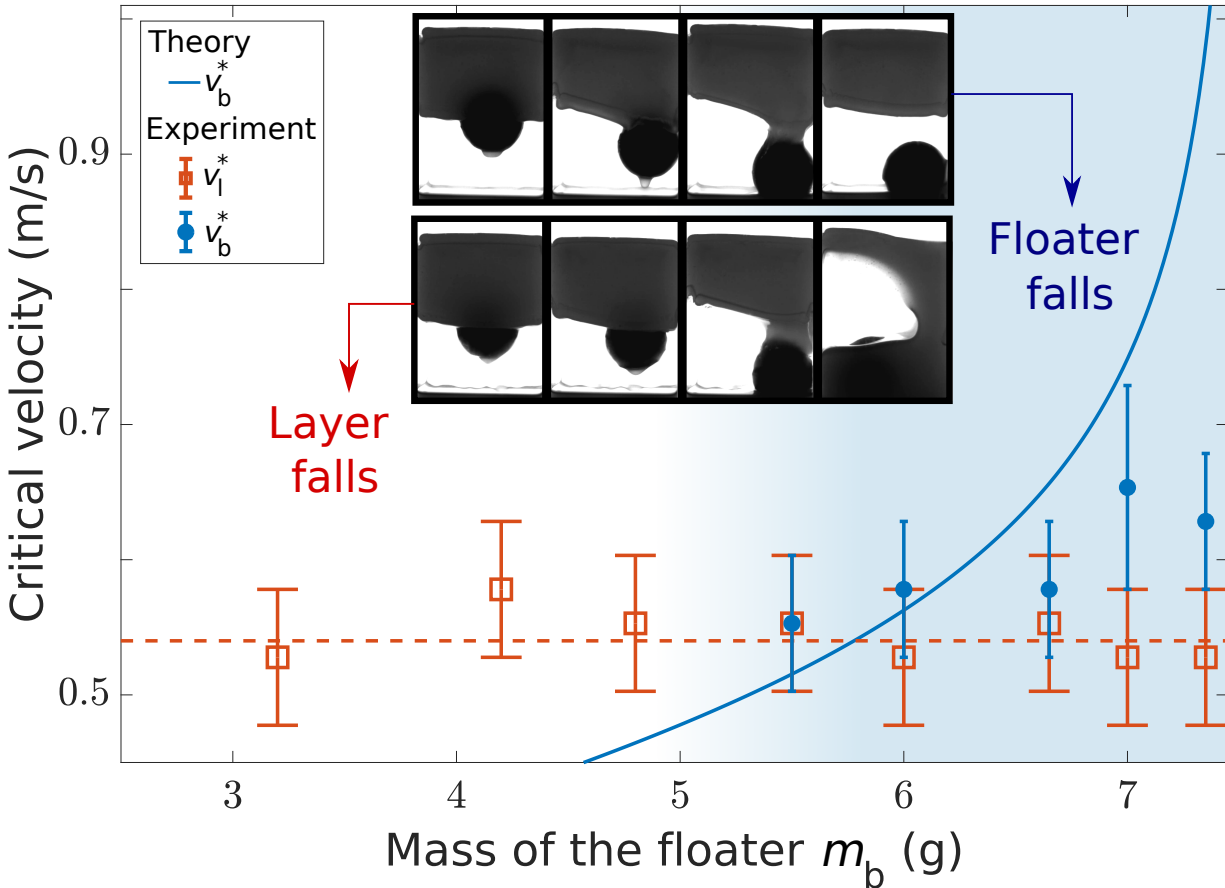 Theory
v*b
Experiment
v*l
v*b
Floater
falls
Layer
falls
Critical velocity (m/s)
0.9
0.7
0.5
3 4 5 6 7
Mass of the floater mb (g)